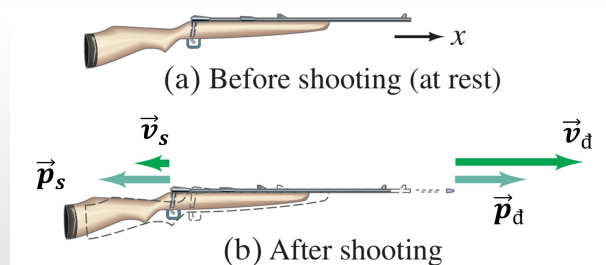 x
(a) Before shooting (at rest)
v⃗ₛ
v⃗đ
p⃗ₛ
p⃗đ
(b) After shooting